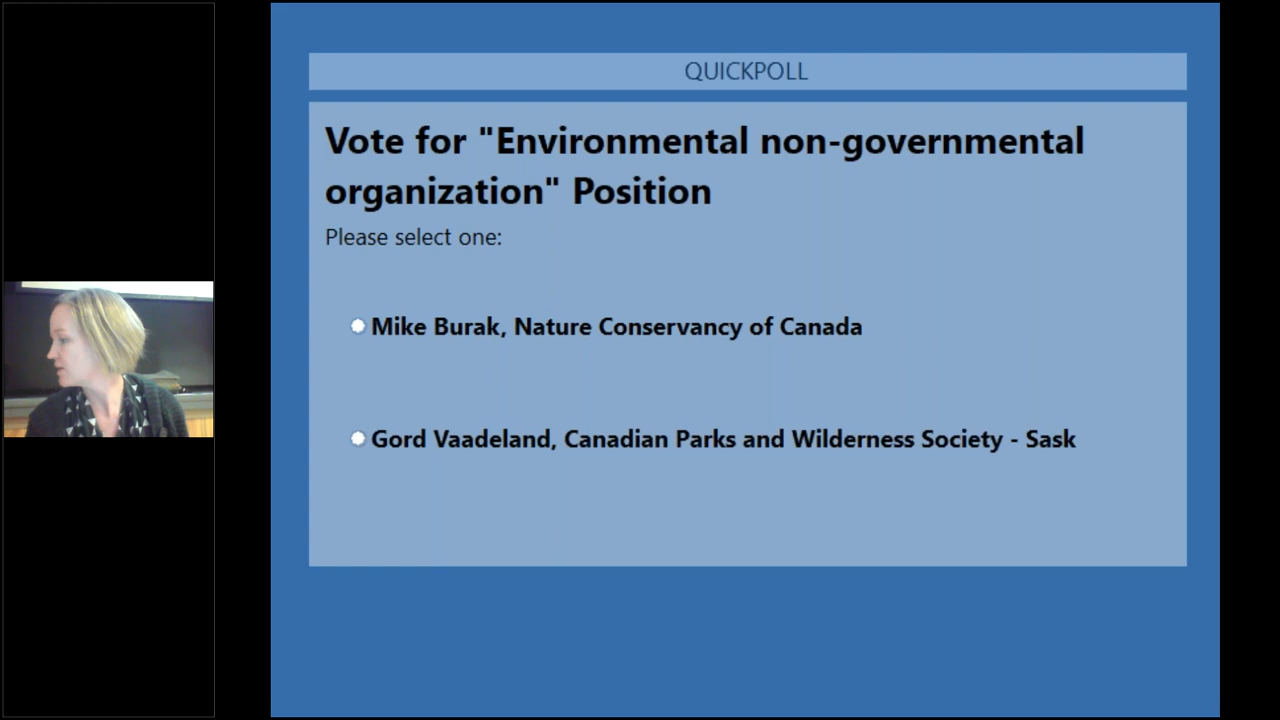 QUICKPOLL
Vote for "Environmental non-governmental
organization" Position
Please select one:
Mike Burak, Nature Conservancy of Canada
Gord Vaadeland, Canadian Parks and Wilderness Society - Sask